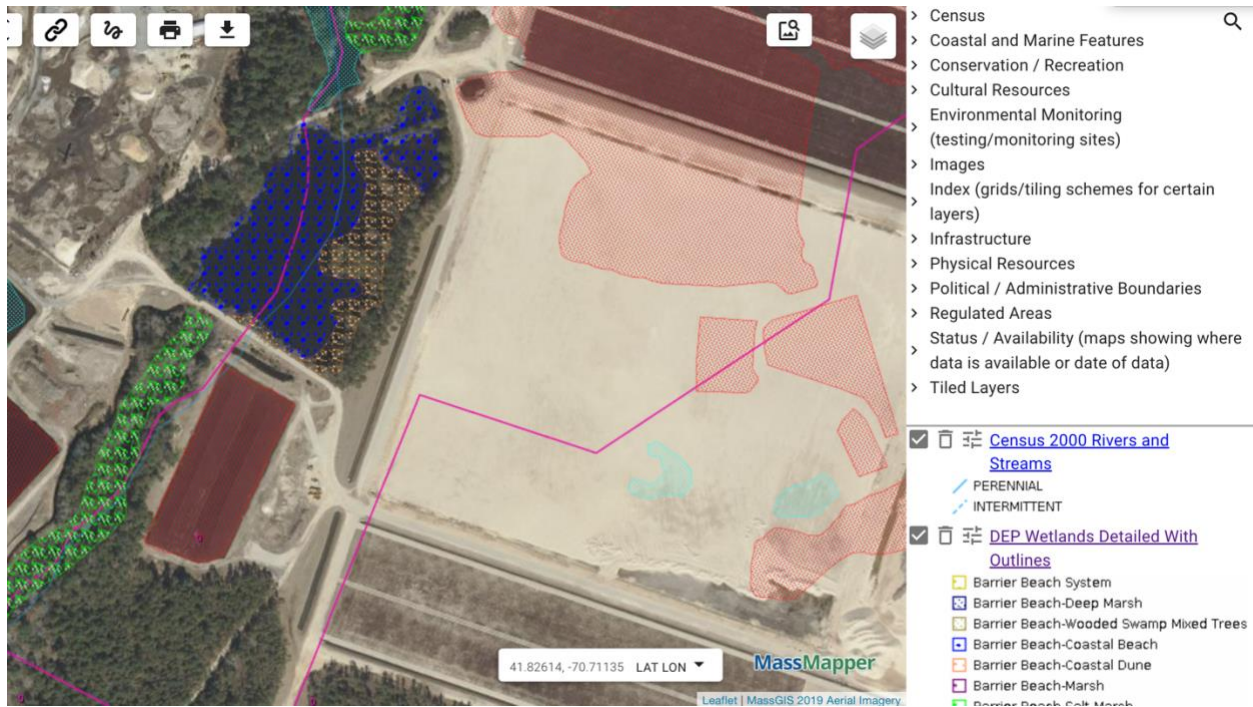 Census
Coastal and Marine Features
Conservation / Recreation
Cultural Resources
Environmental Monitoring
(testing/monitoring sites)
Images
Index (grids/tiling schemes for certain
layers)
Infrastructure
Physical Resources
Political / Administrative Boundaries
Regulated Areas
Status / Availability (maps showing where
data is available or date of data)
Tiled Layers
Census 2000 Rivers and
Streams
PERENNIAL
INTERMITTENT
DEP Wetlands Detailed With
Outlines
Barrier Beach System
Barrier Beach-Deep Marsh
Barrier Beach-Wooded Swamp Mixed Trees
Barrier Beach-Coastal Beach
Barrier Beach-Coastal Dune
Barrier Beach-Marsh
Barrier Beach-Salt Marsh
41.82614, -70.71135 LAT LON
MassMapper
Leaflet | MassGIS 2019 Aerial Imagery